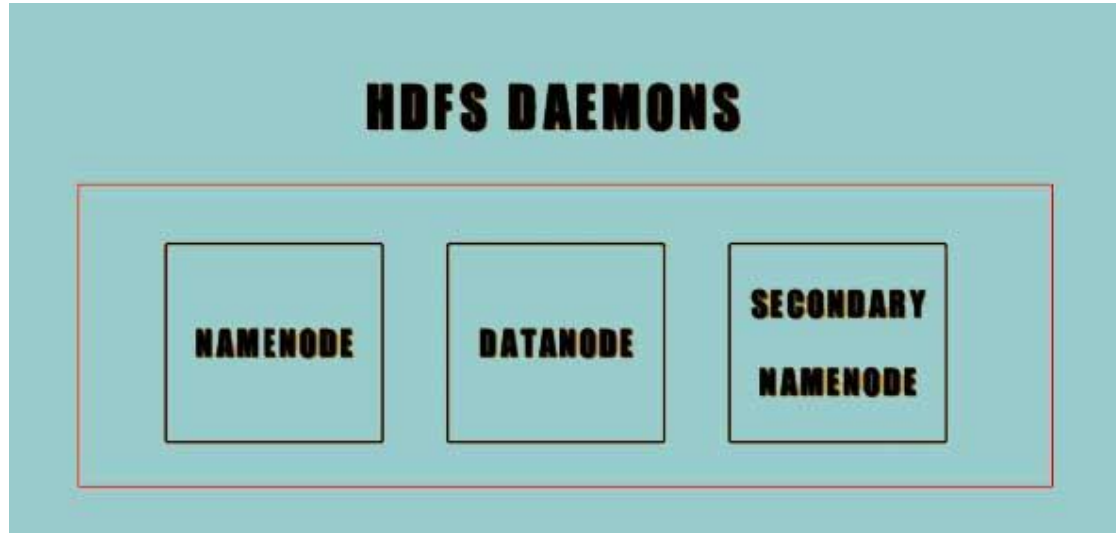 HDFS DAEMONS
NAMENODE
DATANODE
SECONDARY
NAMENODE